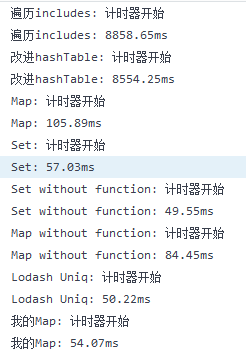 遍历includes: 计时器开始
遍历includes: 8858.65ms
改进hashTable: 计时器开始
改进hashTable: 8554.25ms
Map: 计时器开始
Map: 105.89ms
Set: 计时器开始
Set: 57.03ms
Set without function: 计时器开始
Set without function: 49.55ms
Map without function: 计时器开始
Map without function: 84.45ms
Lodash Uniq: 计时器开始
Lodash Uniq: 50.22ms
我的Map: 计时器开始
我的Map: 54.07ms